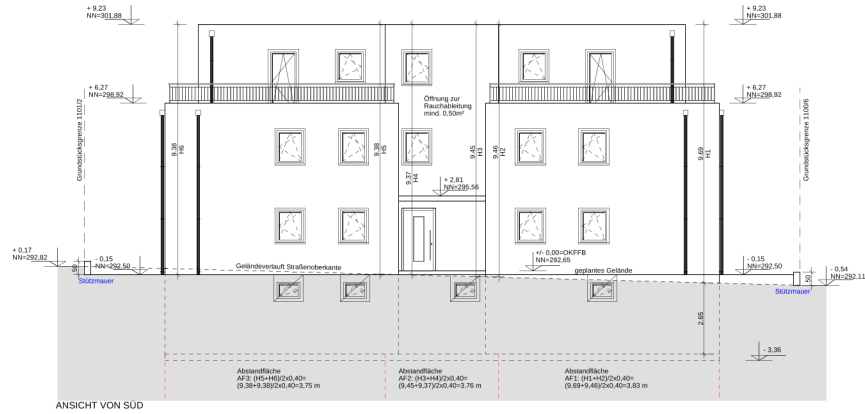 + 9,23
NN=301,88
+ 9,23
NN=301,88
+ 6,27
NN=298,92
+ 6,27
NN=298,92
Grundstücksgrenze 1101/2
Grundstücksgrenze 1100/6
Öffnung zur
Rauchableitung
mind. 0,50m²
9.38
H6
9.38
H5
9.37
H4
9.45
H3
9.46
H2
9.69
H1
+ 2,81
NN=295,56
+ 0,17
NN=292,82
- 0,15
NN=292,50
50
Stützmauer
Geländeverlauft Straßenoberkante
+/- 0,00=OKFFB
NN=292,65
geplantes Gelände
- 0,15
NN=292,50
50
- 0,54
NN=292,11
Stützmauer
2.65
- 3,36
Abstandfläche
AF3: (H5+H6)/2x0,40=
(9,38+9,38)/2x0,40=3,75 m
Abstandfläche
AF2: (H3+H4)/2x0,40=
(9,45+9,37)/2x0,40=3.76 m
Abstandfläche
AF1: (H1+H2)/2x0,40=
(9,69+9,46)/2x0,40=3,83 m
ANSICHT VON SÜD